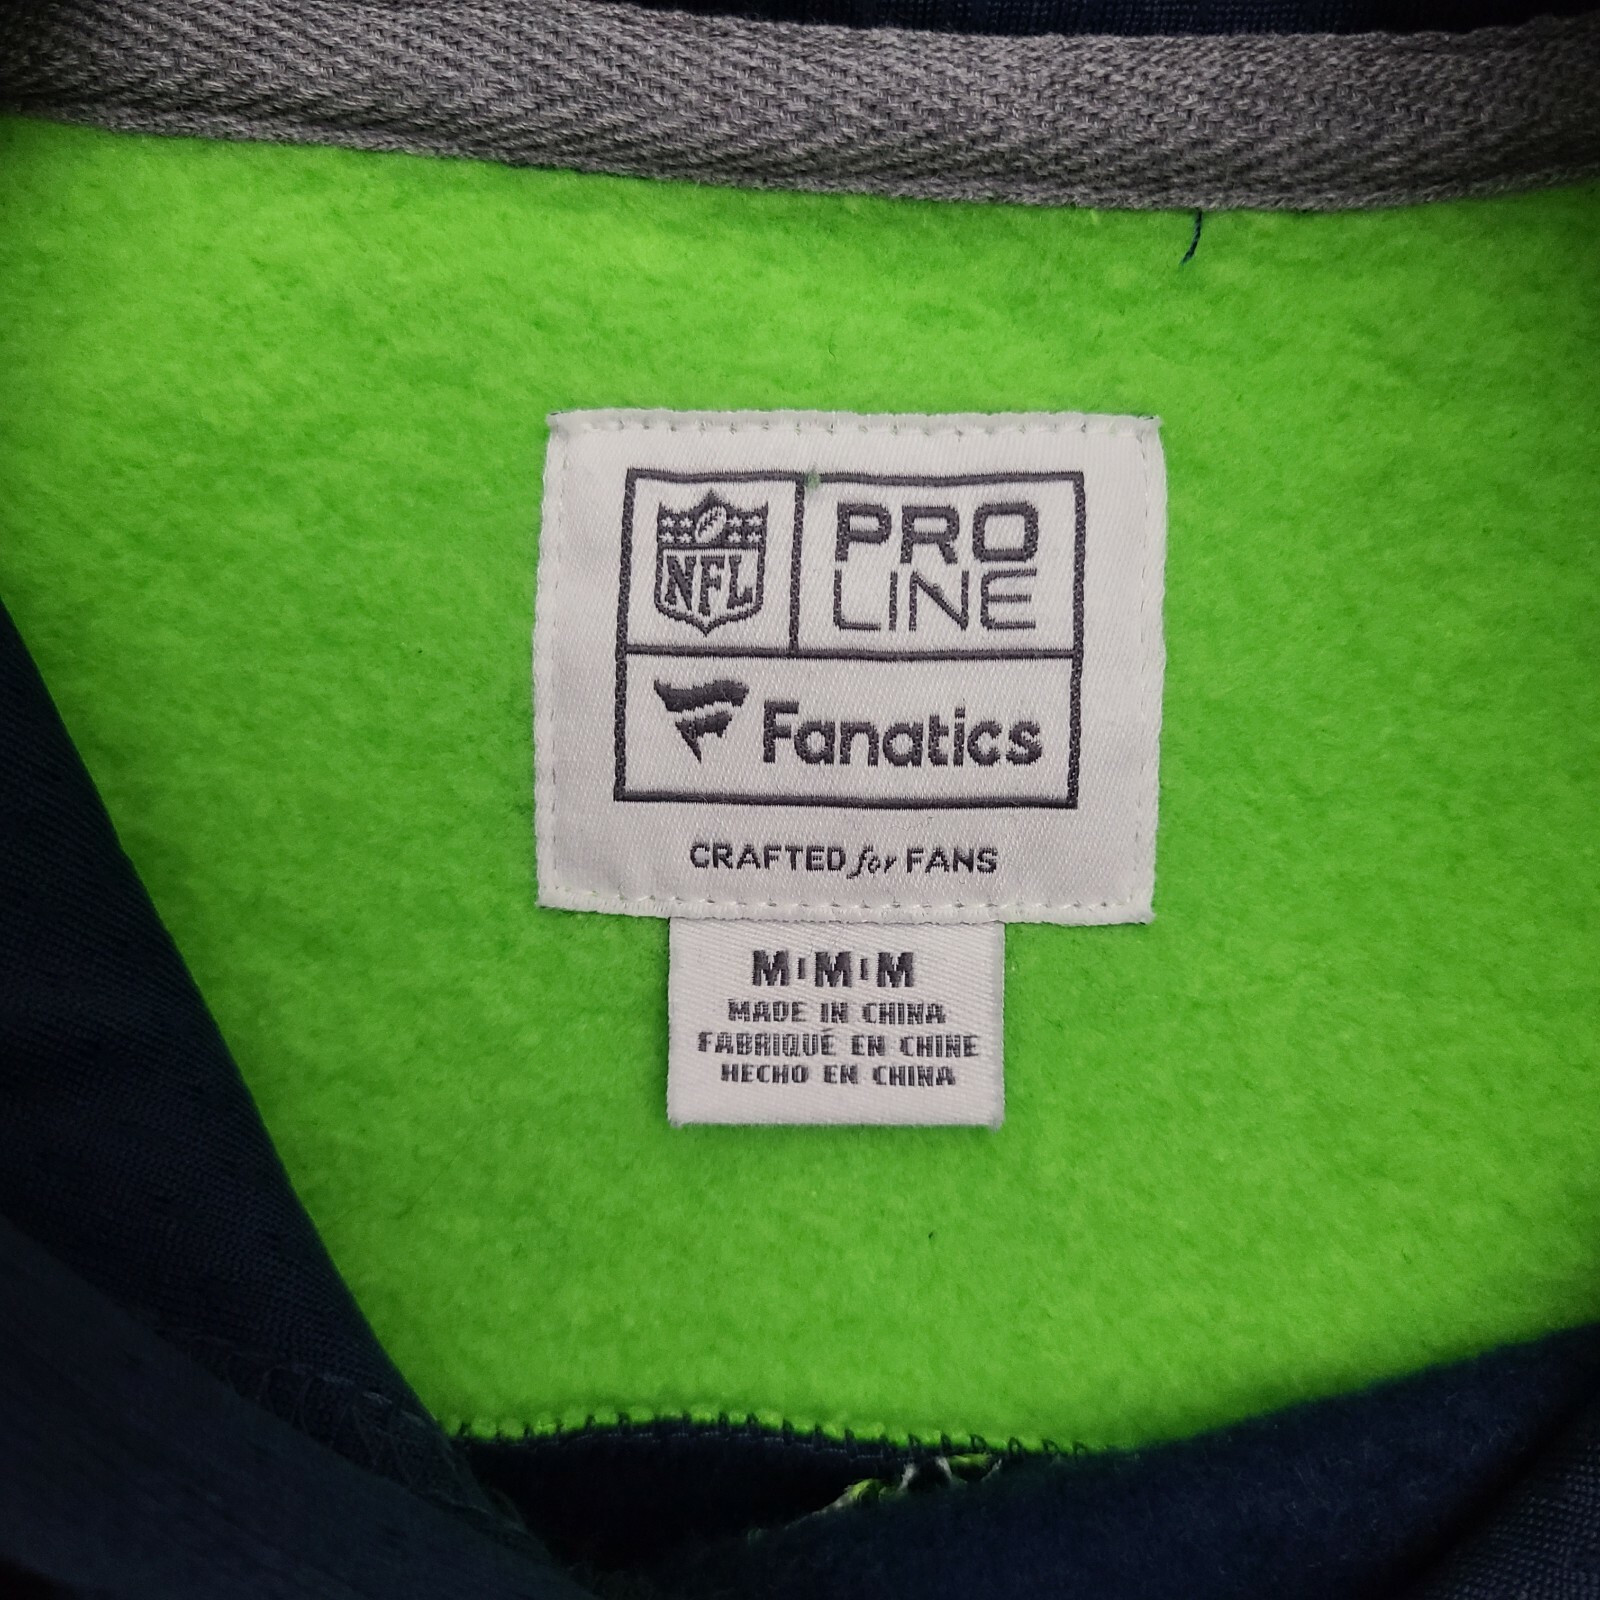 NFL
PRO
LINE
Fanatics
CRAFTED for FANS
M|M|M
MADE IN CHINA
FABRIQUÉ EN CHINE
HECHO EN CHINA